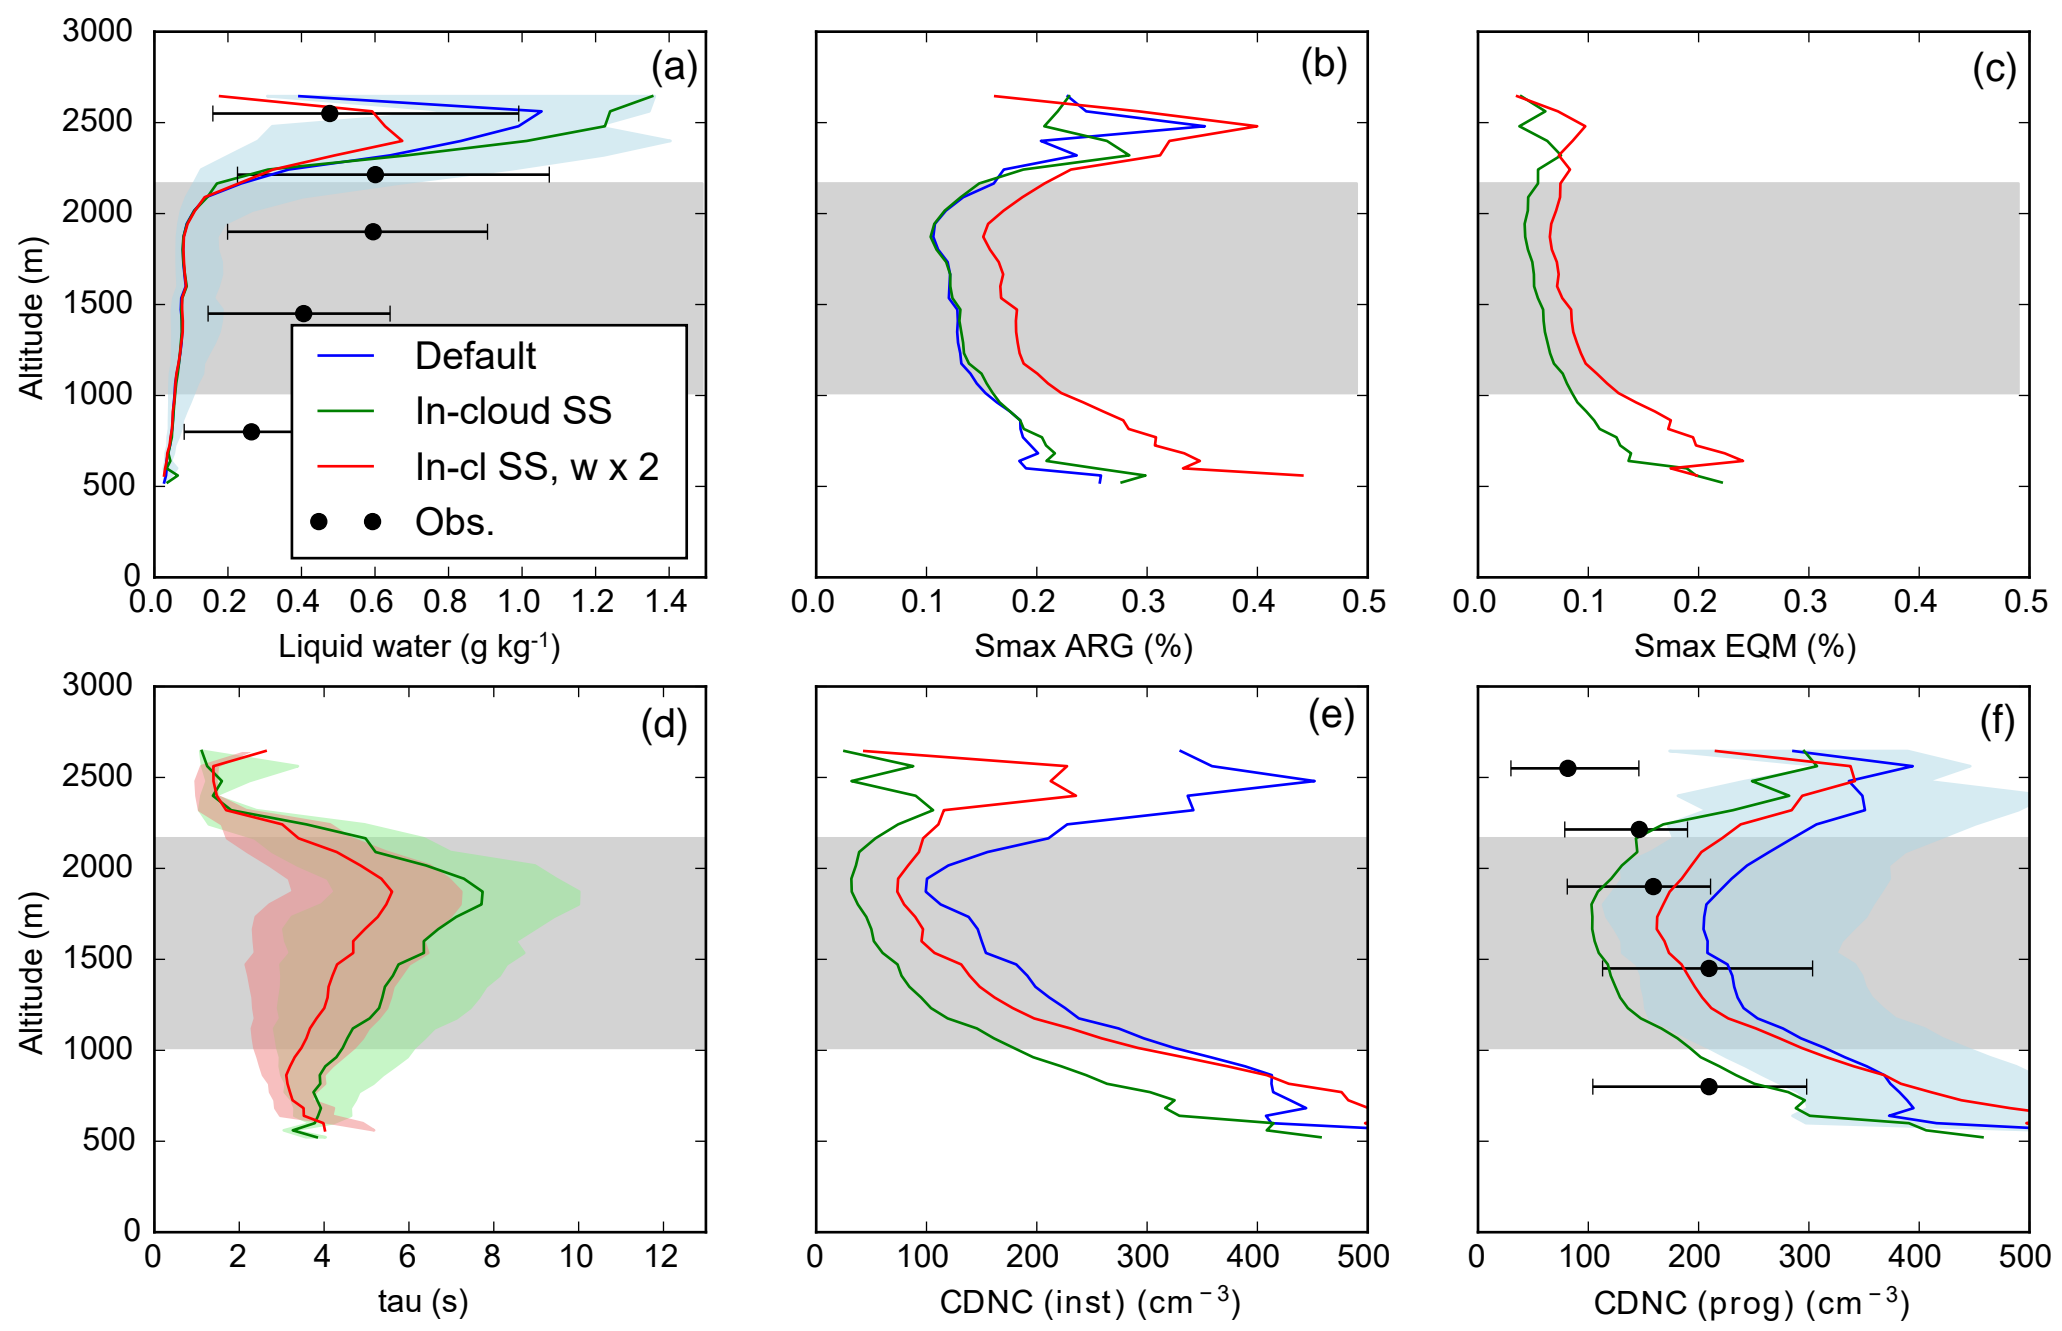 (a)
3000
2500
2000
1500
1000
500
0
Altitude (m)
Default
In-cloud SS
In-cl SS, w x 2
Obs.
0.0 0.2 0.4 0.6 0.8 1.0 1.2 1.4
Liquid water (g kg⁻¹)
(b)
0.0 0.1 0.2 0.3 0.4 0.5
Smax ARG (%)
(c)
0.0 0.1 0.2 0.3 0.4 0.5
Smax EQM (%)
(d)
3000
2500
2000
1500
1000
500
0
Altitude (m)
0 2 4 6 8 10 12
tau (s)
(e)
0 100 200 300 400 500
CDNC (inst) (cm⁻³)
(f)
0 100 200 300 400 500
CDNC (prog) (cm⁻³)